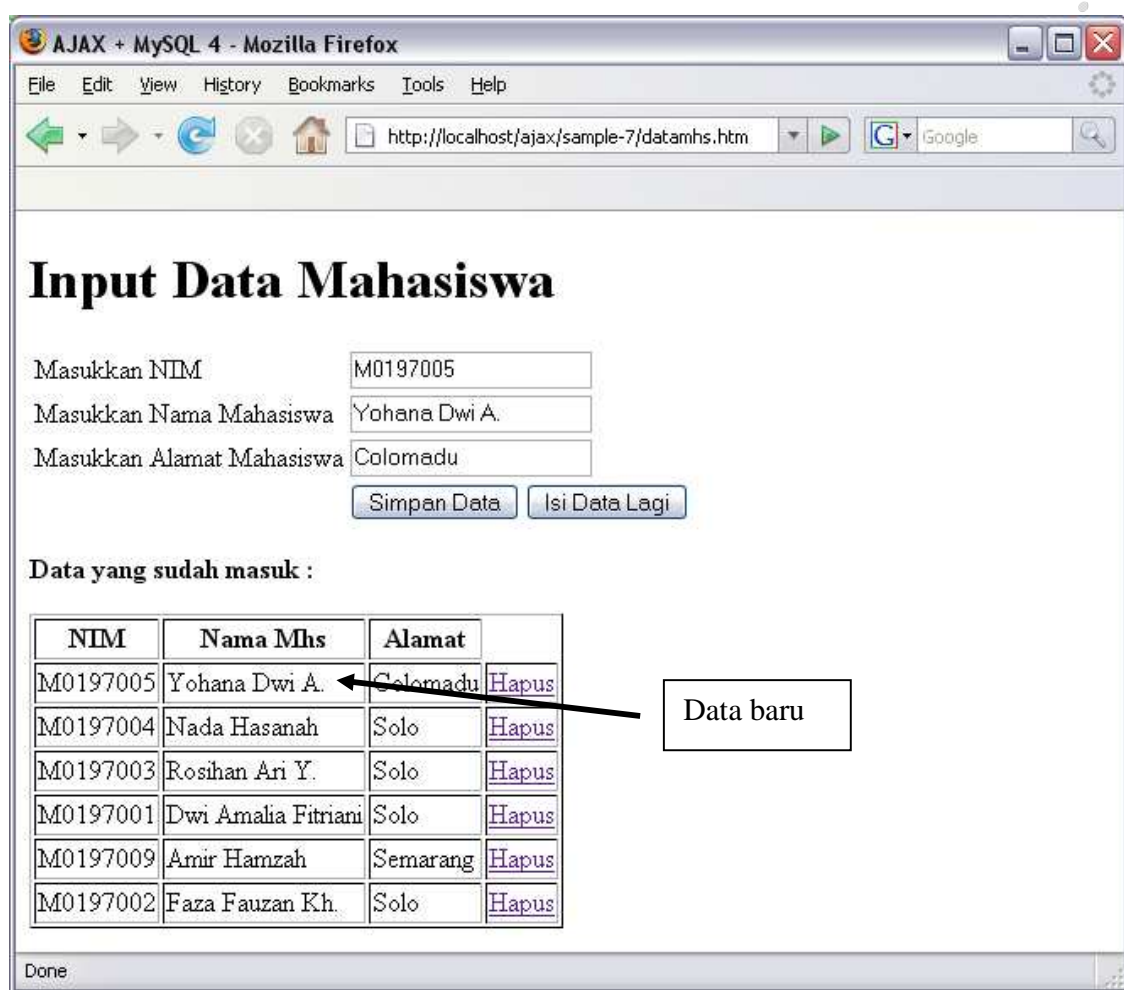 AJAX + MySQL 4 - Mozilla Firefox
File Edit View History Bookmarks Tools Help
http://localhost/ajax/sample-7/datamhs.htm G Google
Input Data Mahasiswa
Masukkan NIM M0197005
Masukkan Nama Mahasiswa Yohana Dwi A.
Masukkan Alamat Mahasiswa Colomadu
Simpan Data Isi Data Lagi
Data yang sudah masuk :
NIM Nama Mhs Alamat
M0197005 Yohana Dwi A. Colomadu Hapus
Data baru
M0197004 Nada Hasanah Solo Hapus
M0197003 Rosihan Ari Y. Solo Hapus
M0197001 Dwi Amalia Fitriani Solo Hapus
M0197009 Amir Hamzah Semarang Hapus
M0197002 Faza Fauzan Kh. Solo Hapus
Done